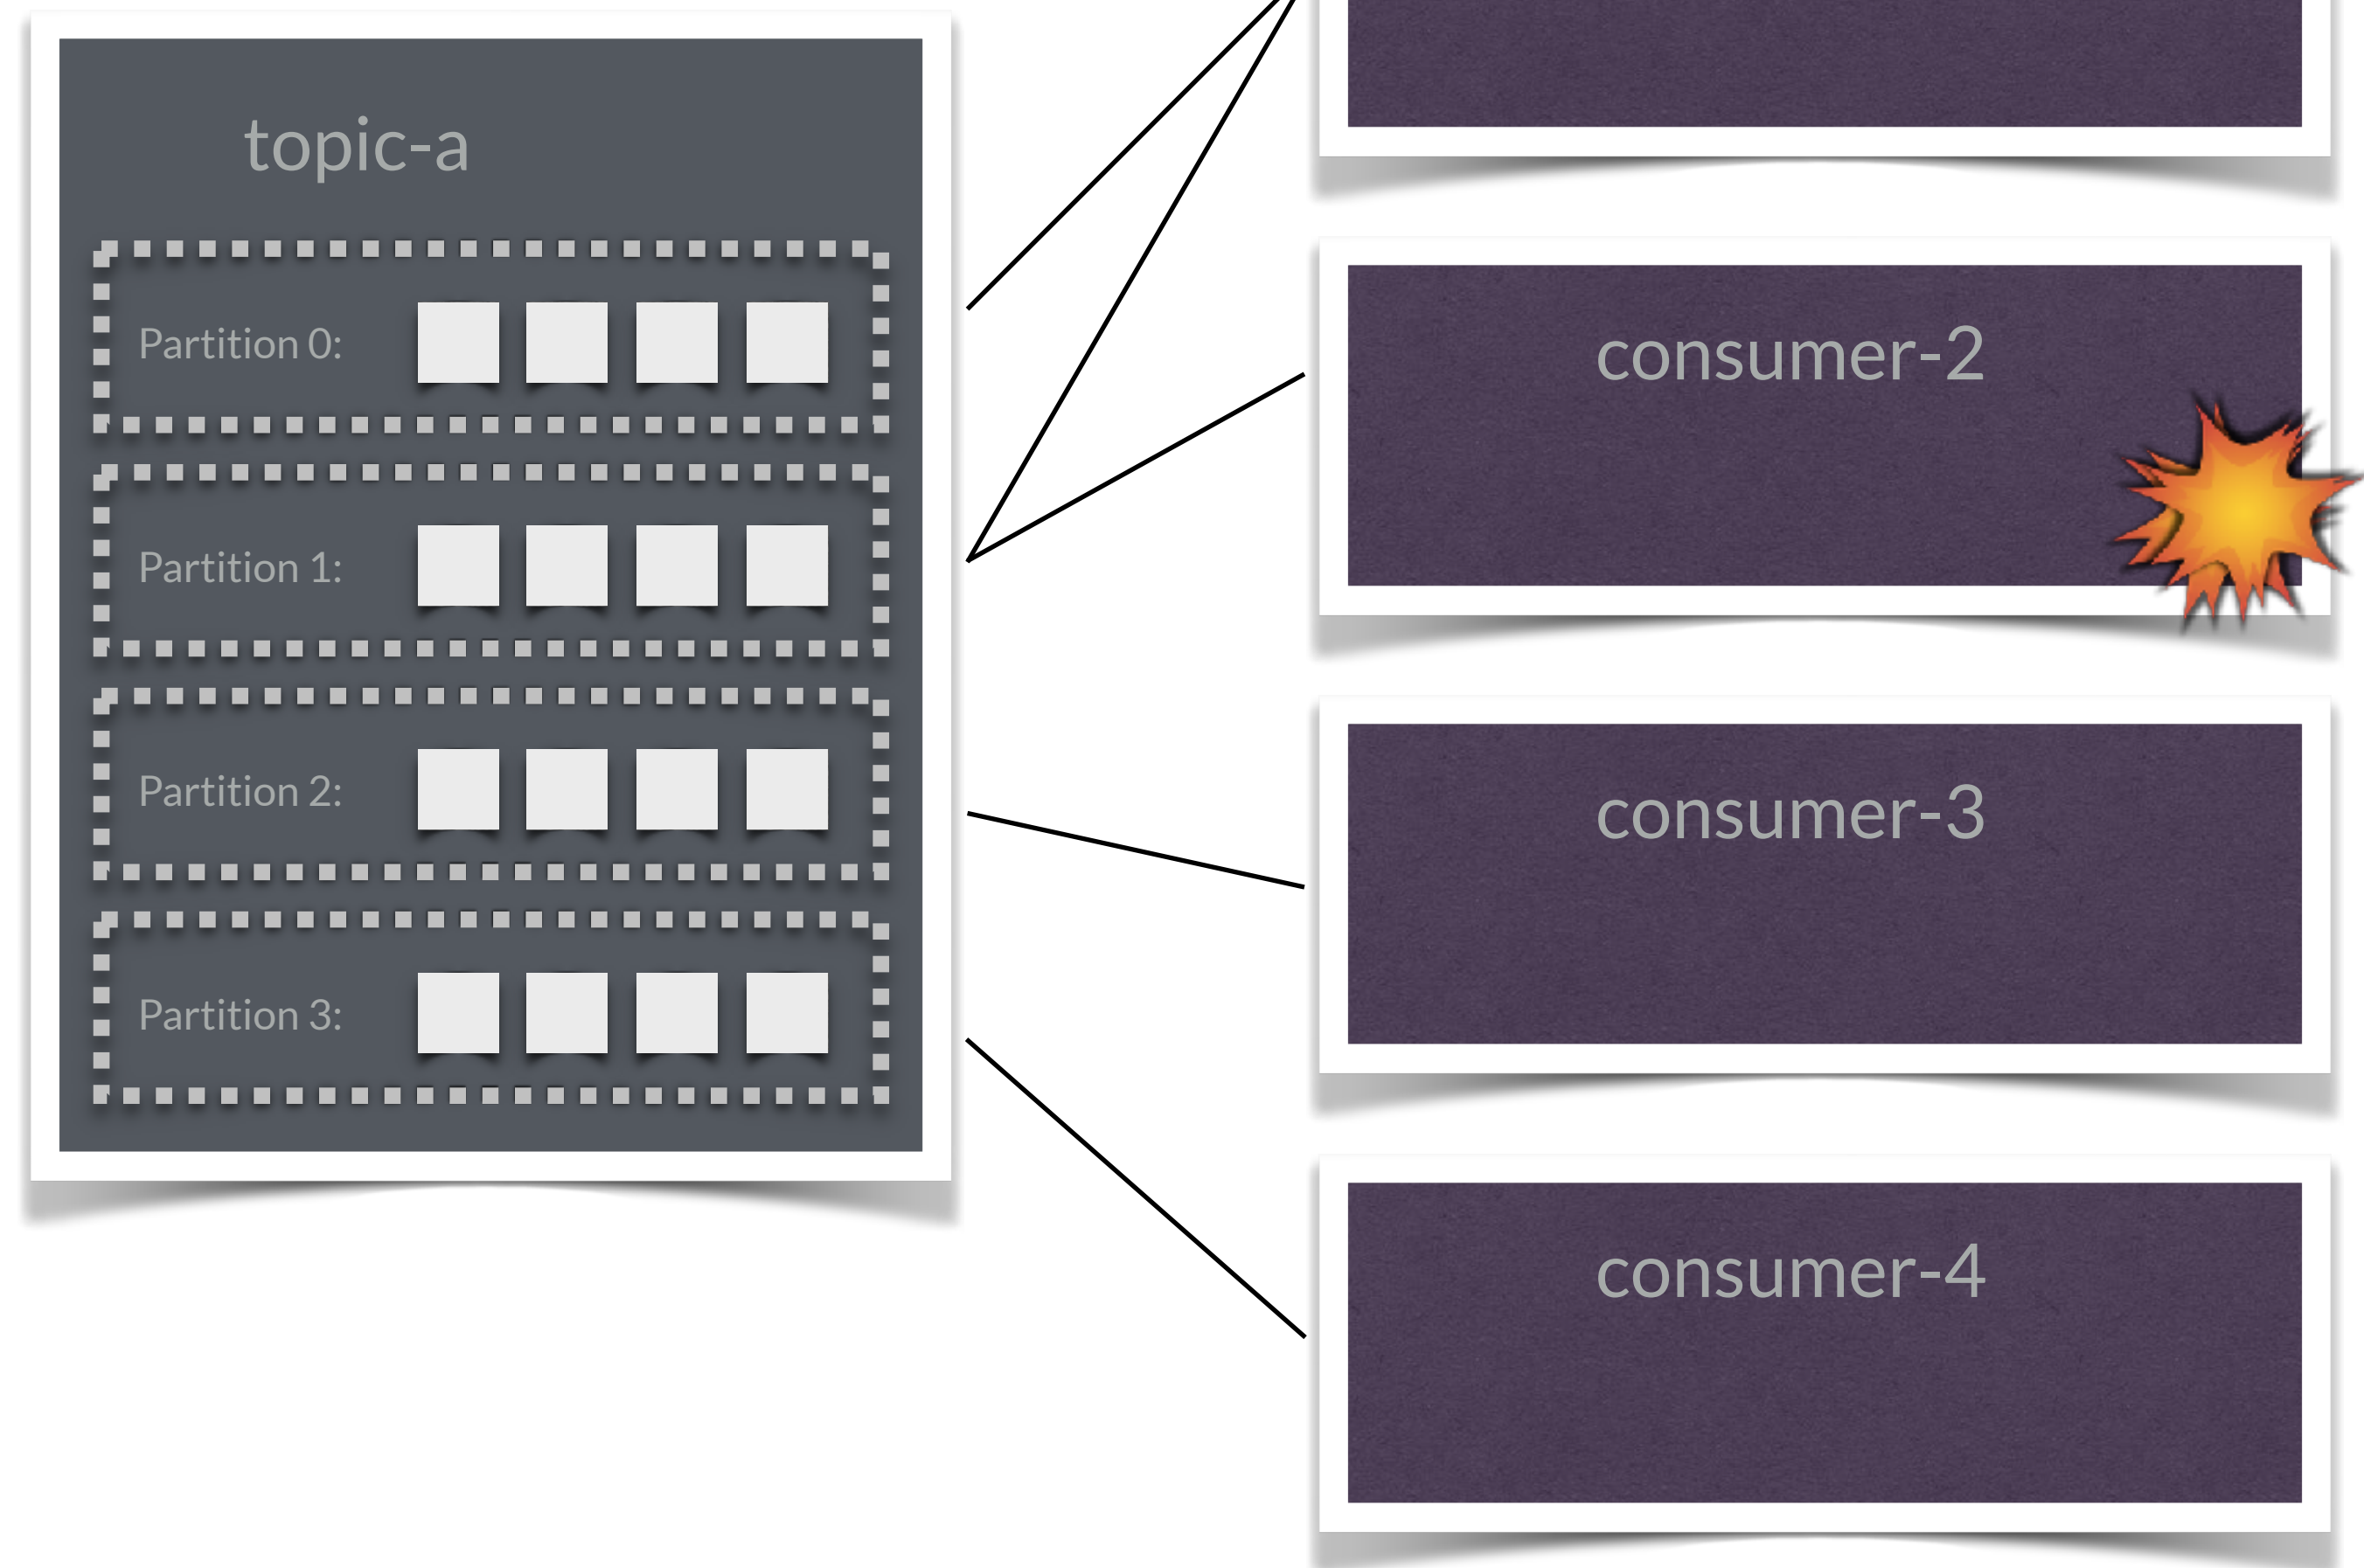 topic-a
Partition 0:
Partition 1:
Partition 2:
Partition 3:
consumer-2
consumer-3
consumer-4